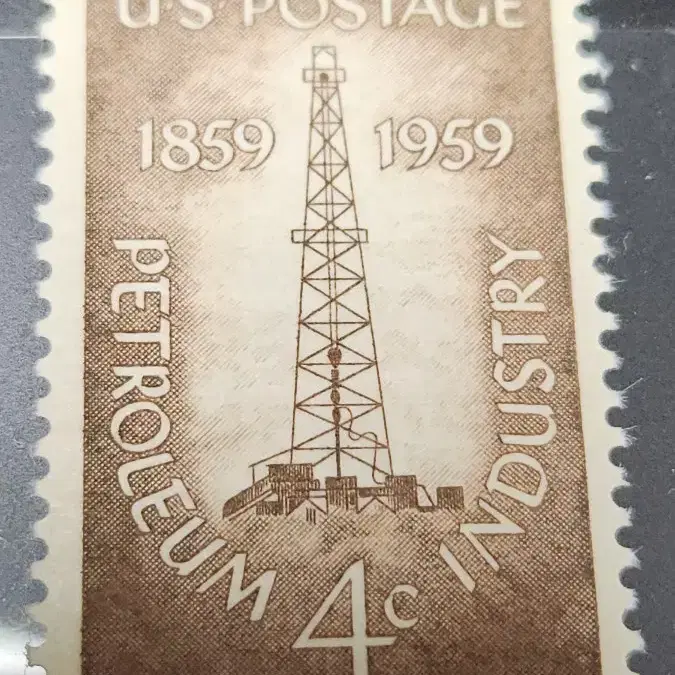 U·S·POSTAGE
1859 1959
PETROLEUM INDUSTRY
4c